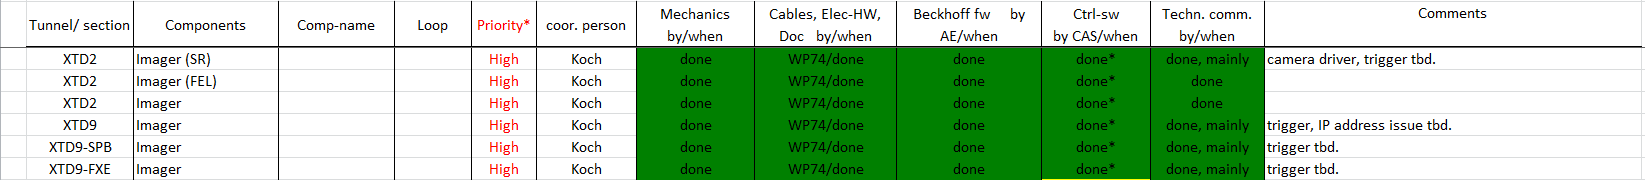 Tunnel/ section Components Comp-name Loop Priority* coor. person Mechanics by/when Cables, Elec-HW, Doc by/when Beckhoff fw by AE/when Ctrl-sw by CAS/when Techn. comm. by/when Comments
XTD2 Imager (SR) High Koch done WP74/done done done* done, mainly camera driver, trigger tbd.
XTD2 Imager (FEL) High Koch done WP74/done done done* done
XTD2 Imager High Koch done WP74/done done done* done
XTD9 Imager High Koch done WP74/done done done* done, mainly trigger, IP address issue tbd.
XTD9-SPB Imager High Koch done WP74/done done done* done, mainly trigger tbd.
XTD9-FXE Imager High Koch done WP74/done done done* done, mainly trigger tbd.